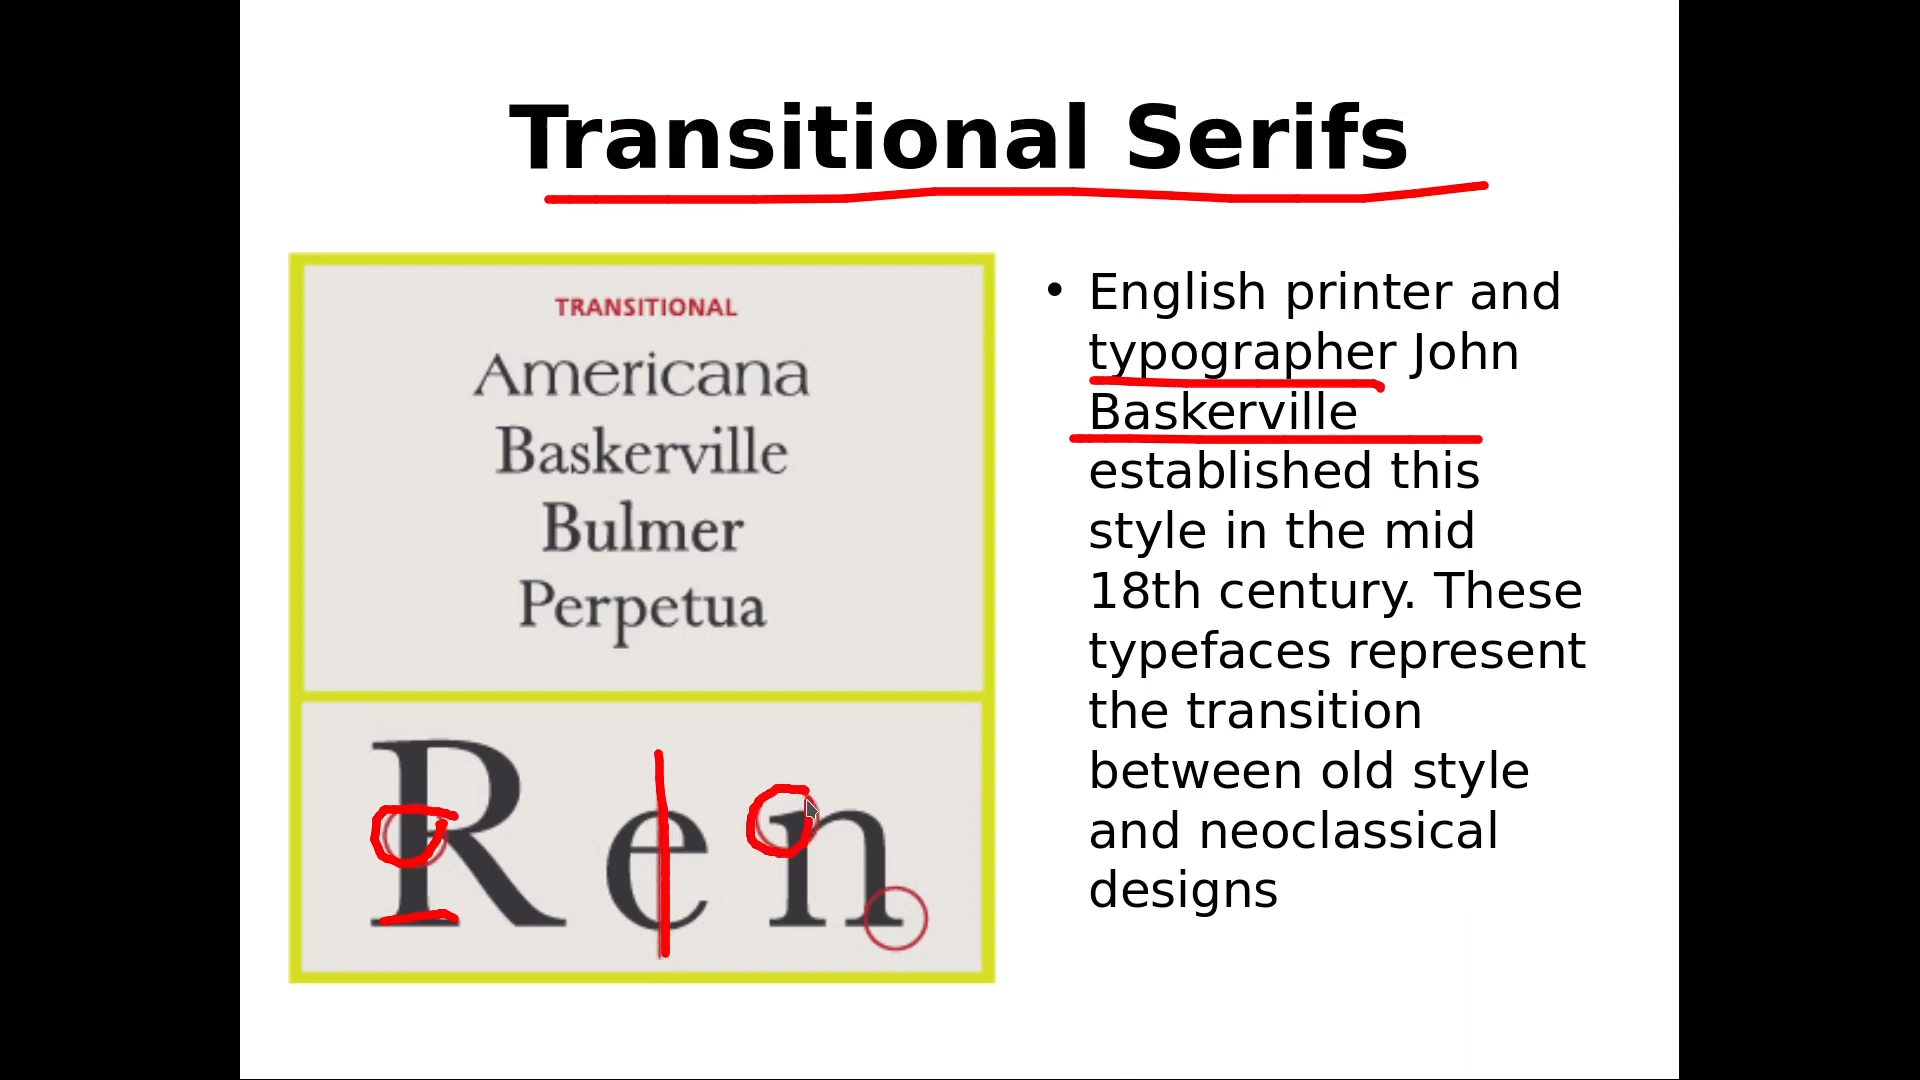 Transitional Serifs
TRANSITIONAL
Americana
Baskerville
Bulmer
Perpetua
R e n
• English printer and
typographer John
Baskerville
established this
style in the mid
18th century. These
typefaces represent
the transition
between old style
and neoclassical
designs